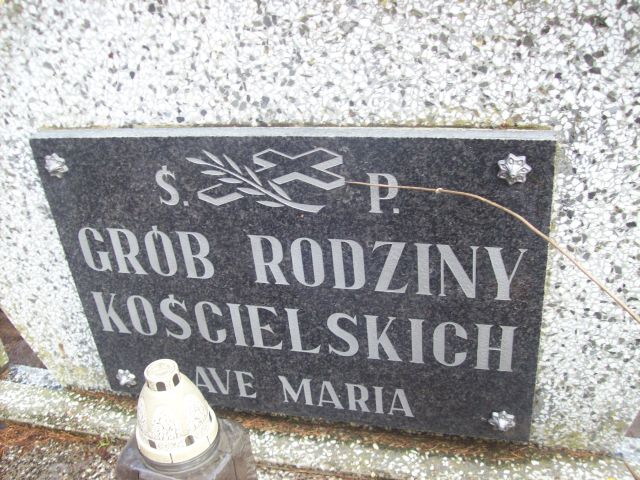 Ś. P.
GRÓB RODZINY
KOŚCIELSKICH
AVE MARIA